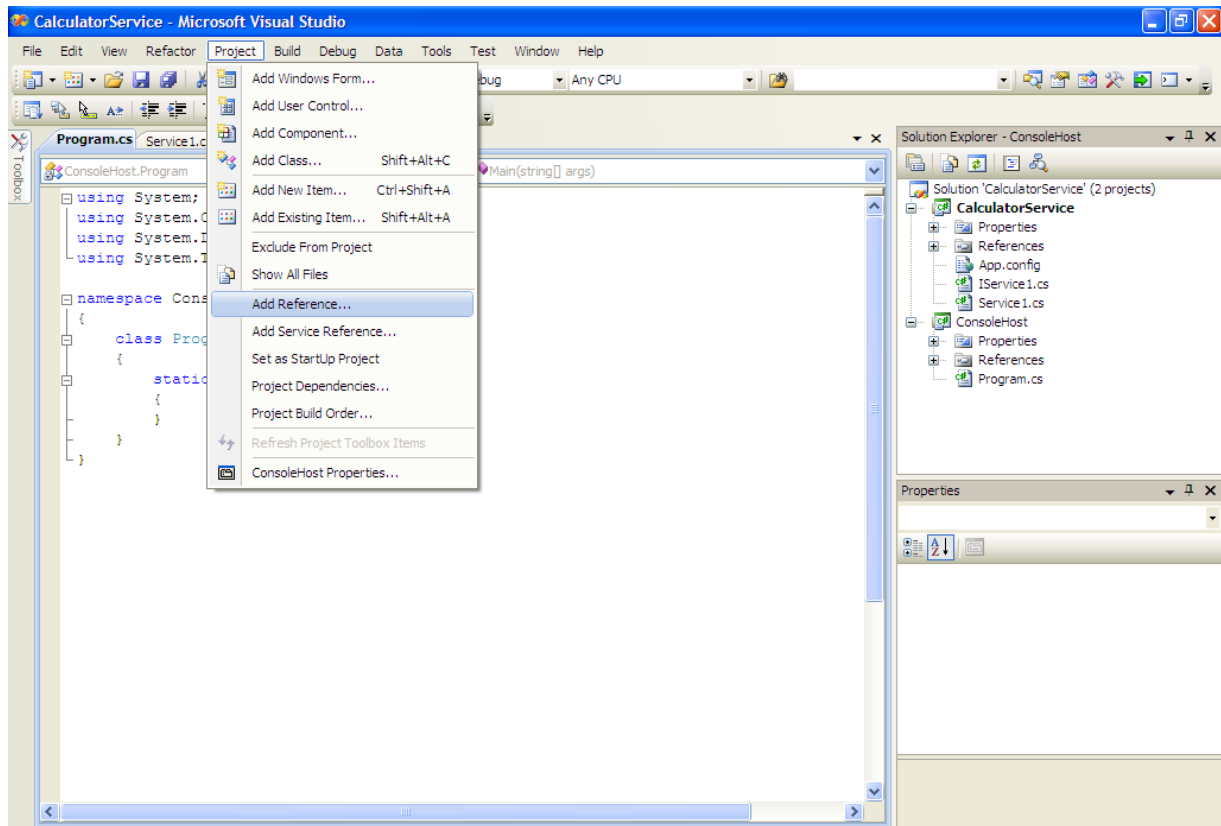 CalculatorService - Microsoft Visual Studio
File Edit View Refactor Project Build Debug Data Tools Test Window Help
Any CPU
Program.cs Service1.c
Solution Explorer - ConsoleHost
ConsoleHost.Program
Main(string[] args)
Toolbox
using System;
using System.
using System.
using System.
namespace Cons
{
class Prog
{
static
{
}
}
}
Add Windows Form...
Add User Control...
Add Component...
Add Class... Shift+Alt+C
Add New Item... Ctrl+Shift+A
Add Existing Item... Shift+Alt+A
Exclude From Project
Show All Files
Add Reference...
Add Service Reference...
Set as StartUp Project
Project Dependencies...
Project Build Order...
Refresh Project Toolbox Items
ConsoleHost Properties...
Solution 'CalculatorService' (2 projects)
CalculatorService
Properties
References
App.config
IService1.cs
Service1.cs
ConsoleHost
Properties
References
Program.cs
Properties